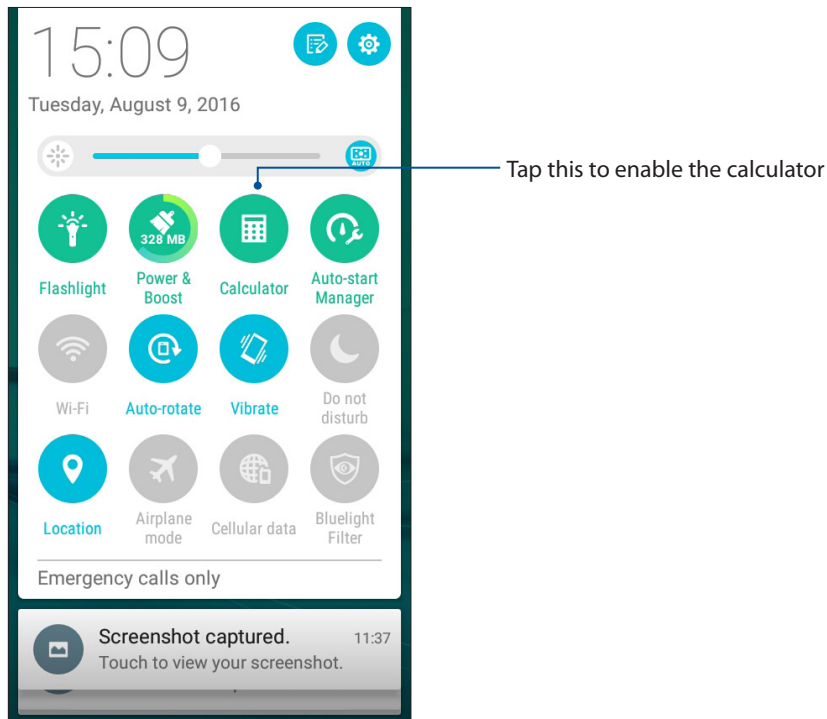 15:09
Tuesday, August 9, 2016
AUTO
Tap this to enable the calculator
328 MB
Flashlight
Power &
Boost
Calculator
Auto-start
Manager
Wi-Fi
Auto-rotate
Vibrate
Do not
disturb
Location
Airplane
mode
Cellular data
Bluelight
Filter
Emergency calls only
Screenshot captured.
11:37
Touch to view your screenshot.